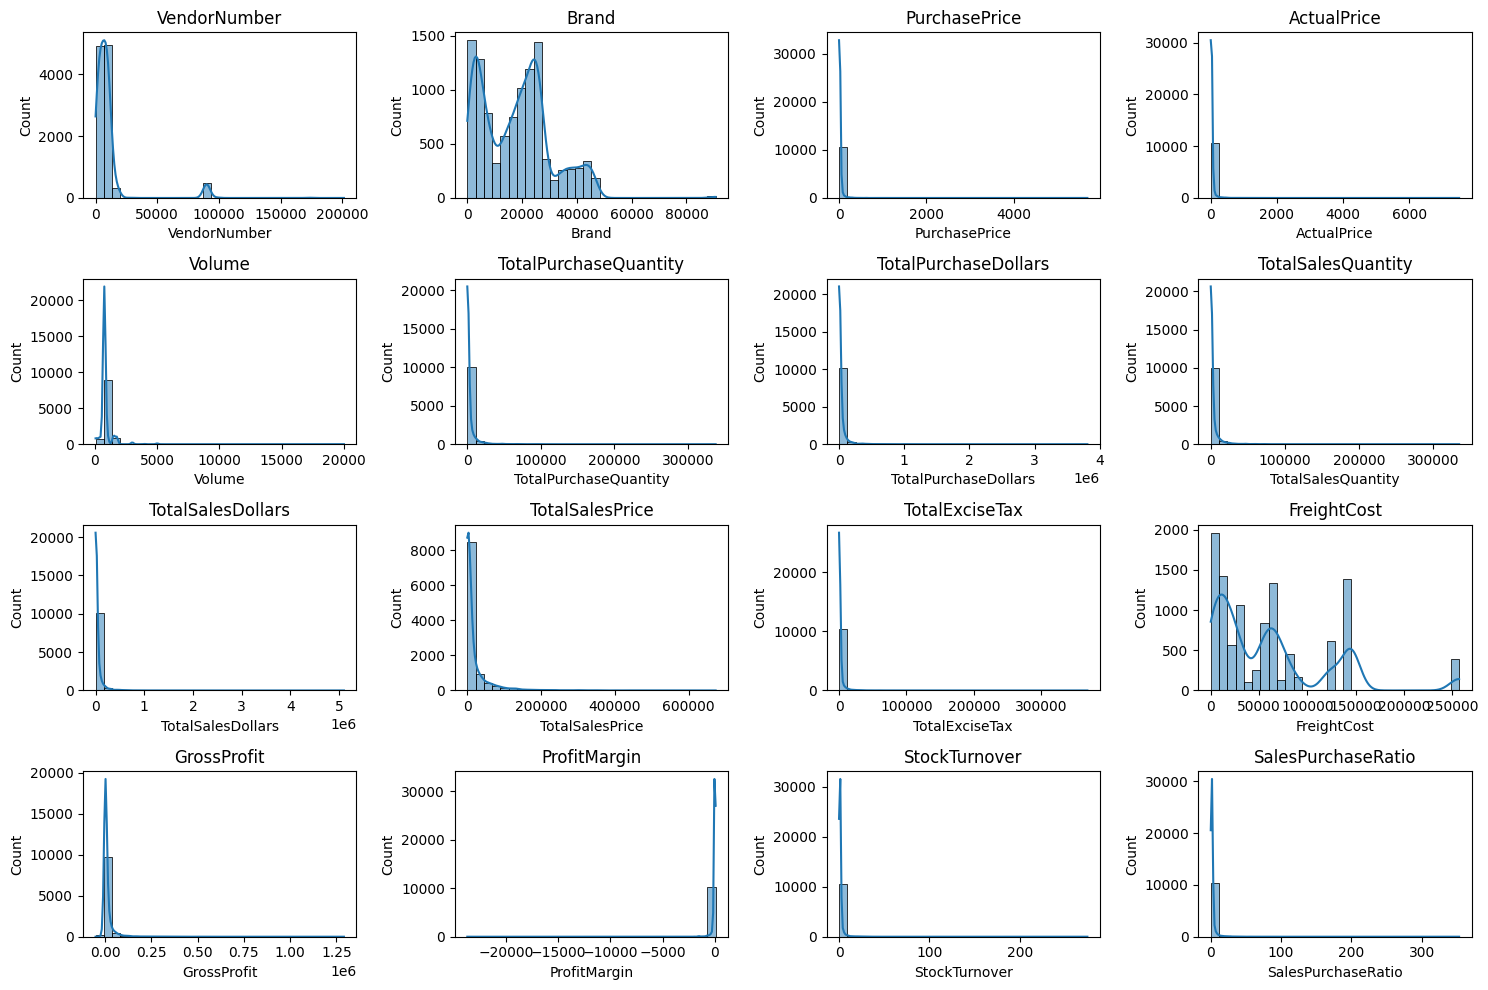 VendorNumber
Count
4000
2000
0
0 50000 100000 150000 200000
VendorNumber
Brand
Count
1500
1000
500
0
0 20000 40000 60000 80000
Brand
PurchasePrice
Count
30000
20000
10000
0
0 2000 4000
PurchasePrice
ActualPrice
Count
30000
20000
10000
0
0 2000 4000 6000
ActualPrice
Volume
Count
20000
15000
10000
5000
0
0 5000 10000 15000 20000
Volume
TotalPurchaseQuantity
Count
20000
15000
10000
5000
0
0 100000 200000 300000
TotalPurchaseQuantity
TotalPurchaseDollars
Count
20000
15000
10000
5000
0
0 1 2 3 4
1e6
TotalPurchaseDollars
TotalSalesQuantity
Count
20000
15000
10000
5000
0
0 100000 200000 300000
TotalSalesQuantity
TotalSalesDollars
Count
20000
15000
10000
5000
0
0 1 2 3 4 5
1e6
TotalSalesDollars
TotalSalesPrice
Count
8000
6000
4000
2000
0
0 200000 400000 600000
TotalSalesPrice
TotalExciseTax
Count
20000
10000
0
0 100000 200000 300000
TotalExciseTax
FreightCost
Count
2000
1500
1000
500
0
0 50000 100000 150000 200000 250000
FreightCost
GrossProfit
Count
20000
15000
10000
5000
0
0.00 0.25 0.50 0.75 1.00 1.25
1e6
GrossProfit
ProfitMargin
Count
30000
20000
10000
0
−20000 −15000 −10000 −5000 0
ProfitMargin
StockTurnover
Count
30000
20000
10000
0
0 100 200
StockTurnover
SalesPurchaseRatio
Count
30000
20000
10000
0
0 100 200 300
SalesPurchaseRatio